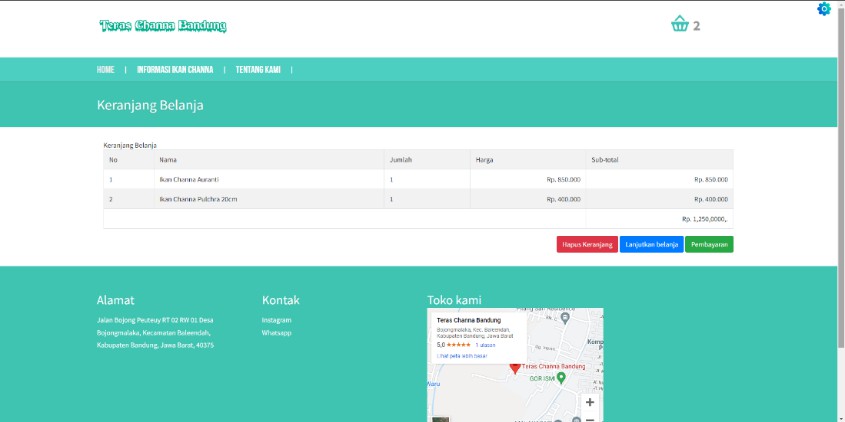 Teras Channa Bandung
2
HOME | INFORMASI IKAN CHANNA | TENTANG KAMI |
Keranjang Belanja
Keranjang Belanja
No Nama Jumlah Harga Sub-total
1 Ikan Channa Auranti 1 Rp. 850.000 Rp. 850.000
2 Ikan Channa Pulchra 20cm 1 Rp. 400.000 Rp. 400.000
Rp. 1,250,0000,.
Hapus Keranjang Lanjutkan belanja Pembayaran
Alamat
Jalan Bojong Peuteuy RT 02 RW 01 Desa
Bojongmalaka, Kecamatan Baleendah,
Kabupaten Bandung, Jawa Barat, 40375
Kontak
Instagram
Whatsapp
Toko kami
Teras Channa Bandung
Bojongmalaka, Kec. Baleendah,
Kabupaten Bandung, Jawa Barat
5,0 ★★★★★ 1 ulasan
Lihat peta lebih besar
Teras Channa Bandung
GOR ISMI
+
−